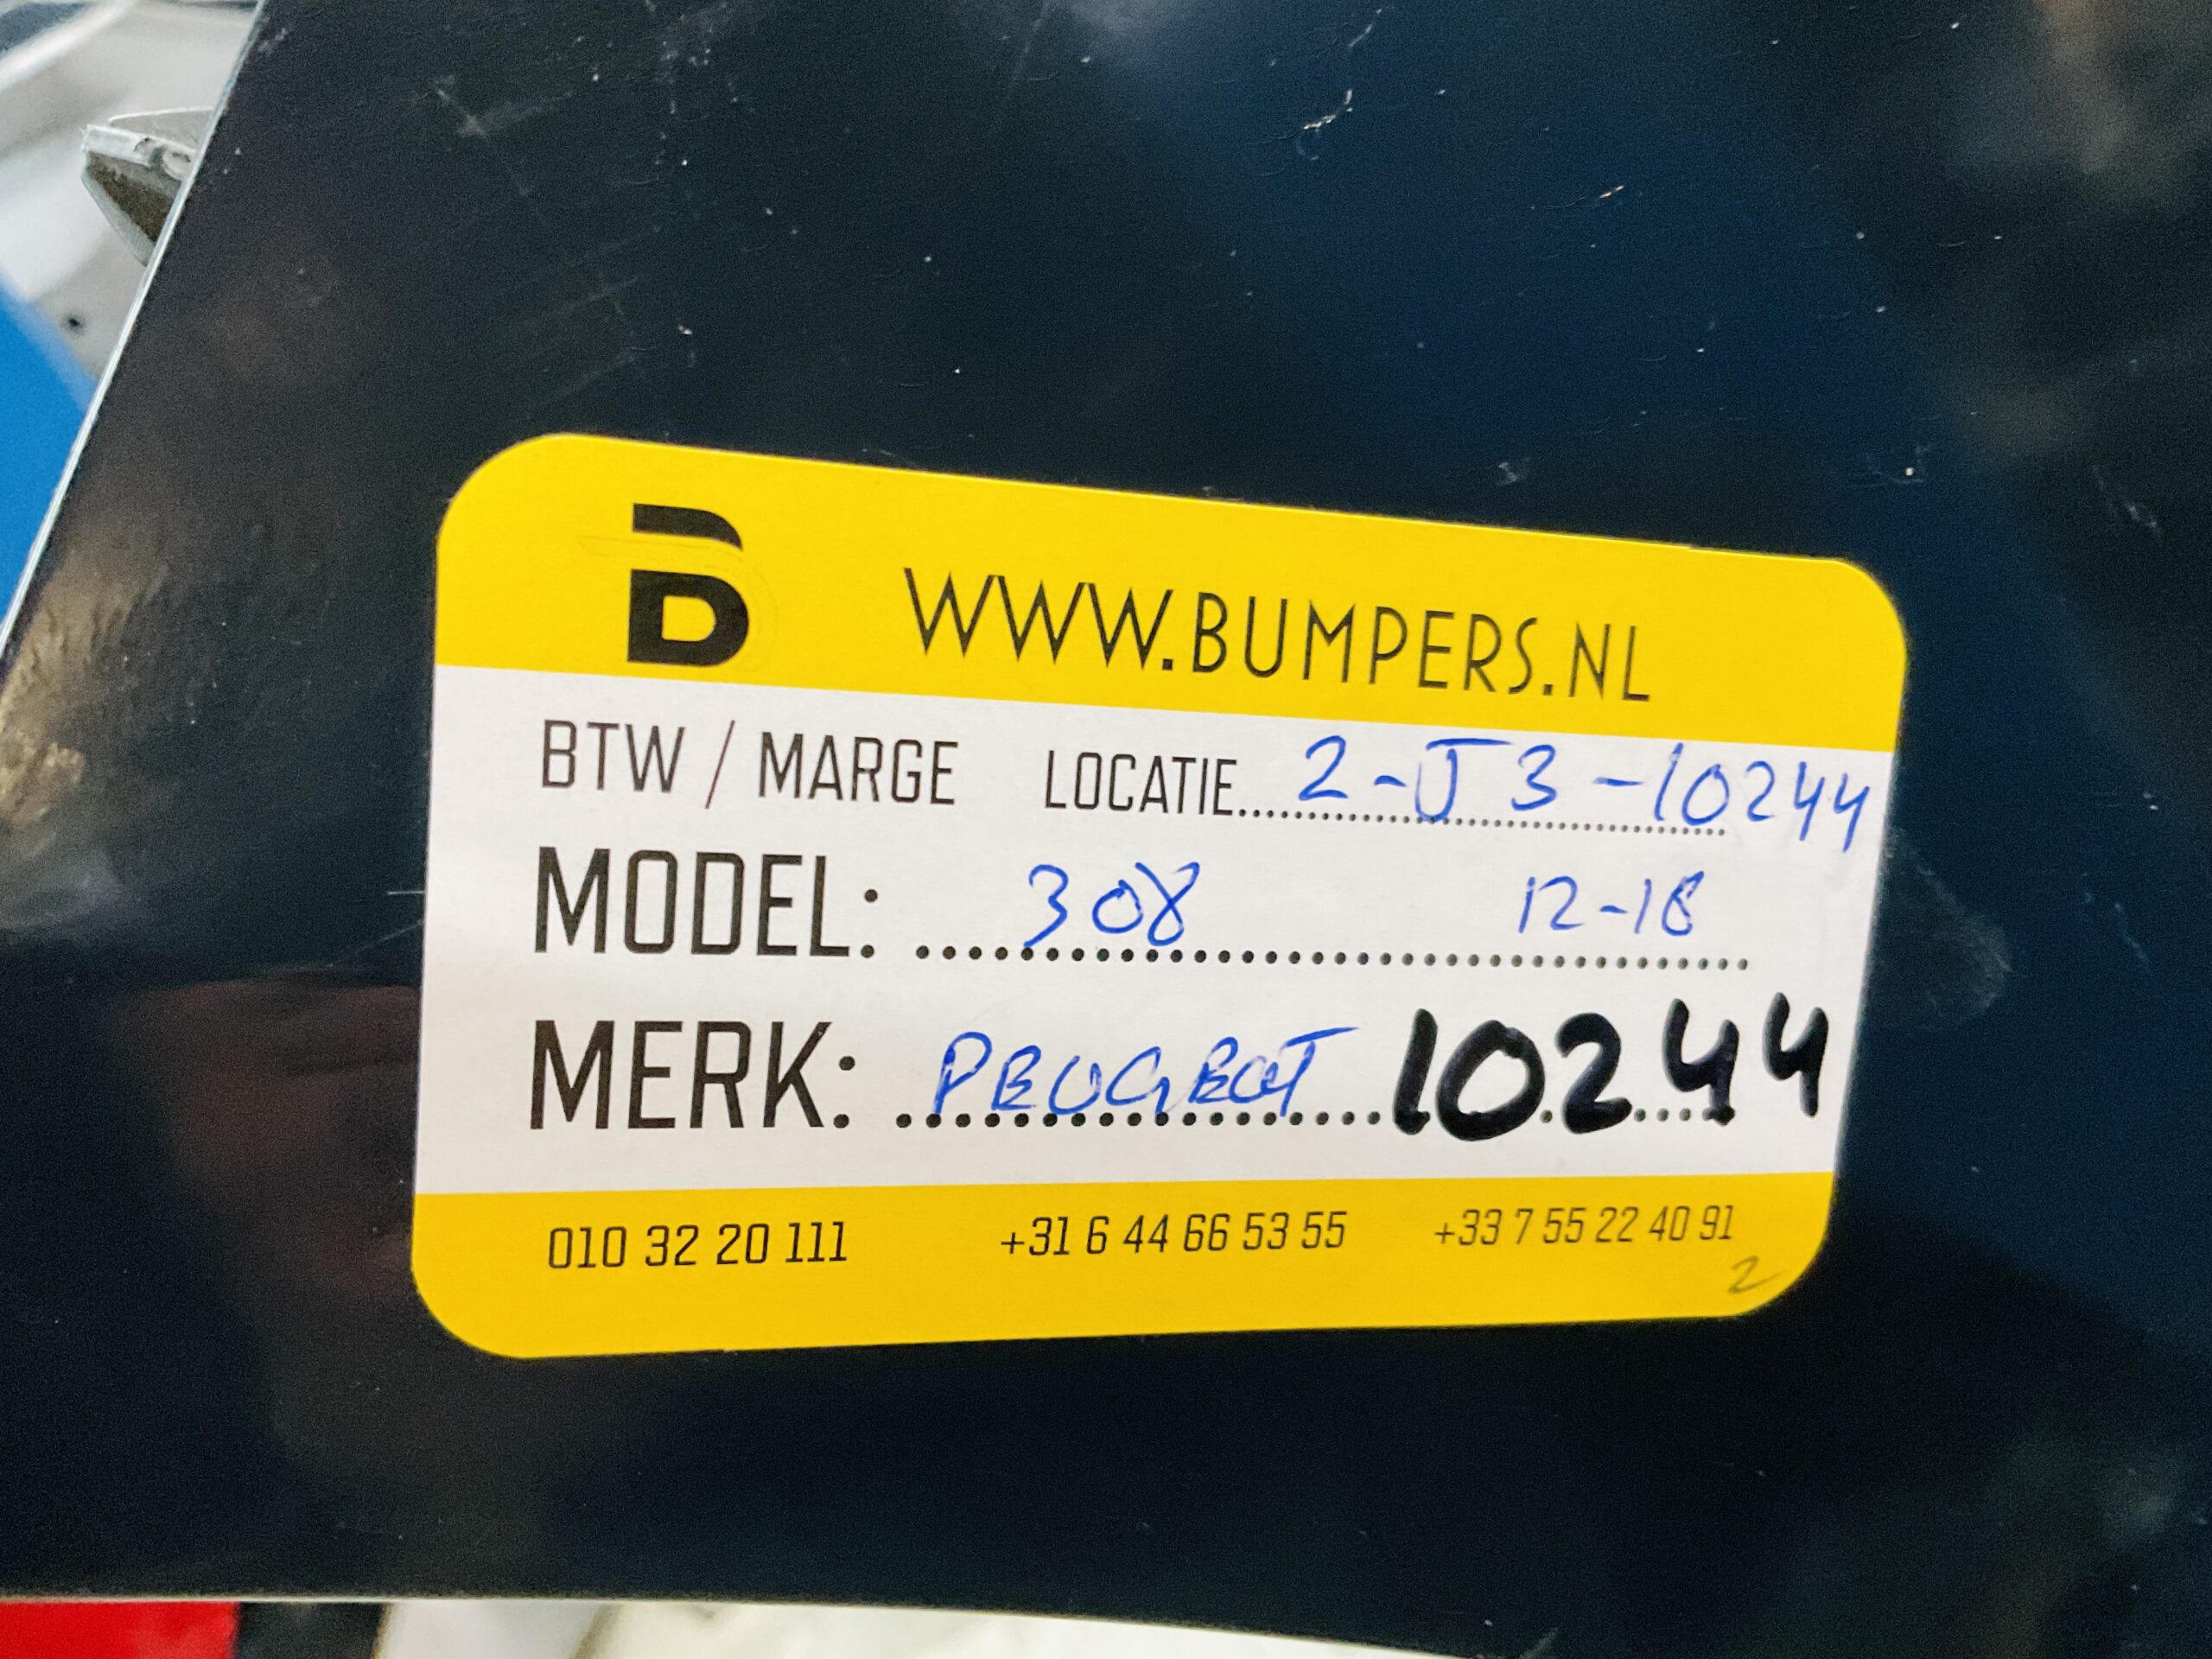 B WWW.BUMPERS.NL
BTW / MARGE LOCATIE.... 2-J3-10244
MODEL: 308 12-18
MERK: PEUGEOT 10244
010 32 20 111 +31 6 44 66 53 55 +33 7 55 22 40 91
2